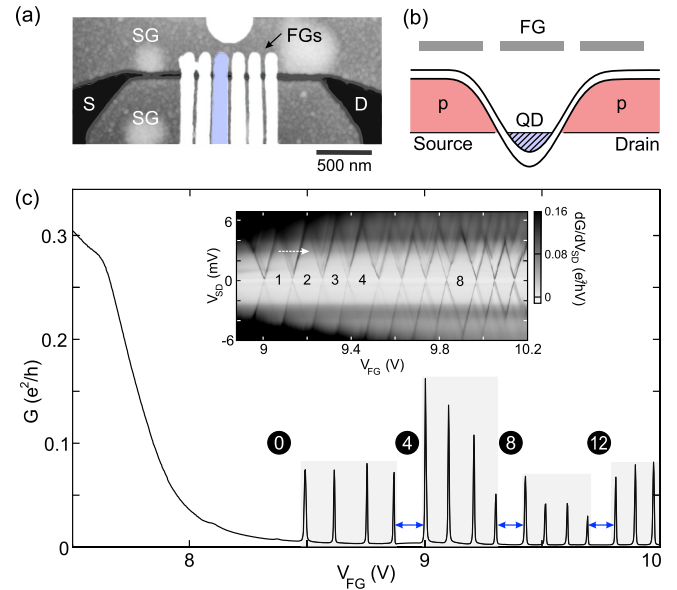 (a)
SG
FGs
S
D
SG
500 nm
(b)
FG
p
QD
p
Source
Drain
(c)
G (e²/h)
0.3
0.2
0.1
0
8
9
10
V_FG (V)
0
4
8
12
V_SD (mV)
6
0
-6
1
2
3
4
8
9
9.4
9.8
10.2
V_FG (V)
0.16
0.08
0
dG/dV_SD (e²/hV)